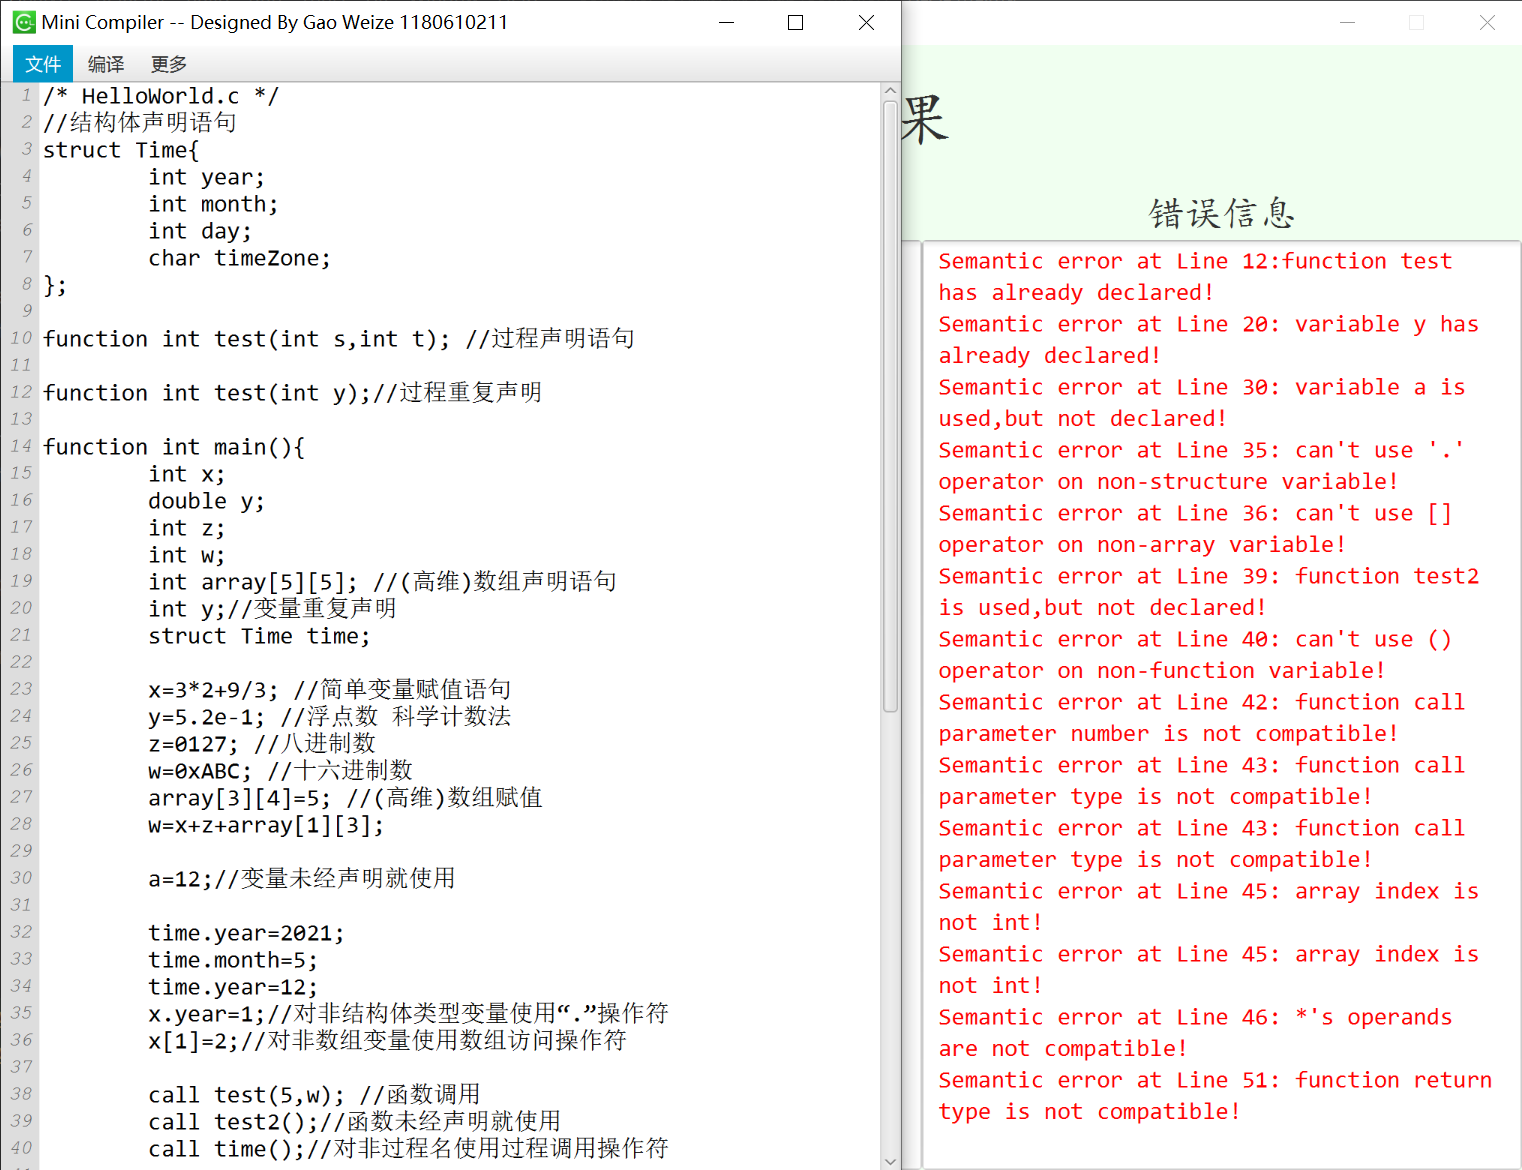 Mini Compiler -- Designed By Gao Weize 1180610211
文件 编译 更多
1 /* HelloWorld.c */
2 //结构体声明语句
3 struct Time{
4 int year;
5 int month;
6 int day;
7 char timeZone;
8 };
9
10 function int test(int s,int t); //过程声明语句
11
12 function int test(int y);//过程重复声明
13
14 function int main(){
15 int x;
16 double y;
17 int z;
18 int w;
19 int array[5][5]; //(高维)数组声明语句
20 int y;//变量重复声明
21 struct Time time;
22
23 x=3*2+9/3; //简单变量赋值语句
24 y=5.2e-1; //浮点数 科学计数法
25 z=0127; //八进制数
26 w=0xABC; //十六进制数
27 array[3][4]=5; //(高维)数组赋值
28 w=x+z+array[1][3];
29
30 a=12;//变量未经声明就使用
31
32 time.year=2021;
33 time.month=5;
34 time.year=12;
35 x.year=1;//对非结构体类型变量使用“.”操作符
36 x[1]=2;//对非数组变量使用数组访问操作符
37
38 call test(5,w); //函数调用
39 call test2();//函数未经声明就使用
40 call time();//对非过程名使用过程调用操作符
果
错误信息
Semantic error at Line 12:function test
has already declared!
Semantic error at Line 20: variable y has
already declared!
Semantic error at Line 30: variable a is
used,but not declared!
Semantic error at Line 35: can't use '.'
operator on non-structure variable!
Semantic error at Line 36: can't use []
operator on non-array variable!
Semantic error at Line 39: function test2
is used,but not declared!
Semantic error at Line 40: can't use ()
operator on non-function variable!
Semantic error at Line 42: function call
parameter number is not compatible!
Semantic error at Line 43: function call
parameter type is not compatible!
Semantic error at Line 43: function call
parameter type is not compatible!
Semantic error at Line 45: array index is
not int!
Semantic error at Line 45: array index is
not int!
Semantic error at Line 46: *'s operands
are not compatible!
Semantic error at Line 51: function return
type is not compatible!